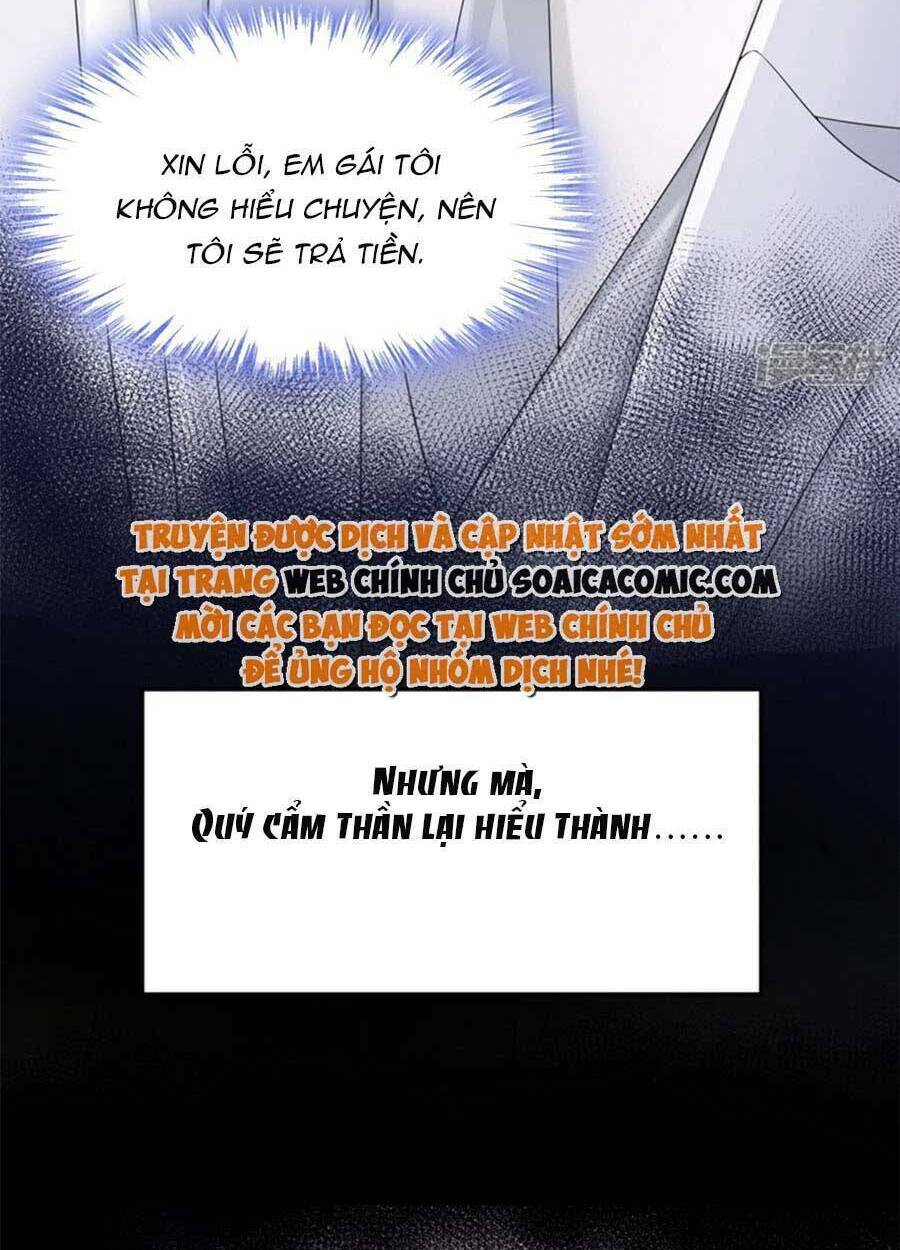 XIN LỖI, EM GÁI TÔI
KHÔNG HIỂU CHUYỆN, NÊN
TÔI SẼ TRẢ TIỀN.
TRUYỆN ĐƯỢC DỊCH VÀ CẬP NHẬT SỚM NHẤT
TẠI TRANG WEB CHÍNH CHỦ SOAICACOMIC.COM
MỜI CÁC BẠN ĐỌC TẠI WEB CHÍNH CHỦ
ĐỂ ỦNG HỘ NHÓM DỊCH NHÉ!
NHƯNG MÀ,
QUÝ CẨM THẦN LẠI HIỂU THÀNH......